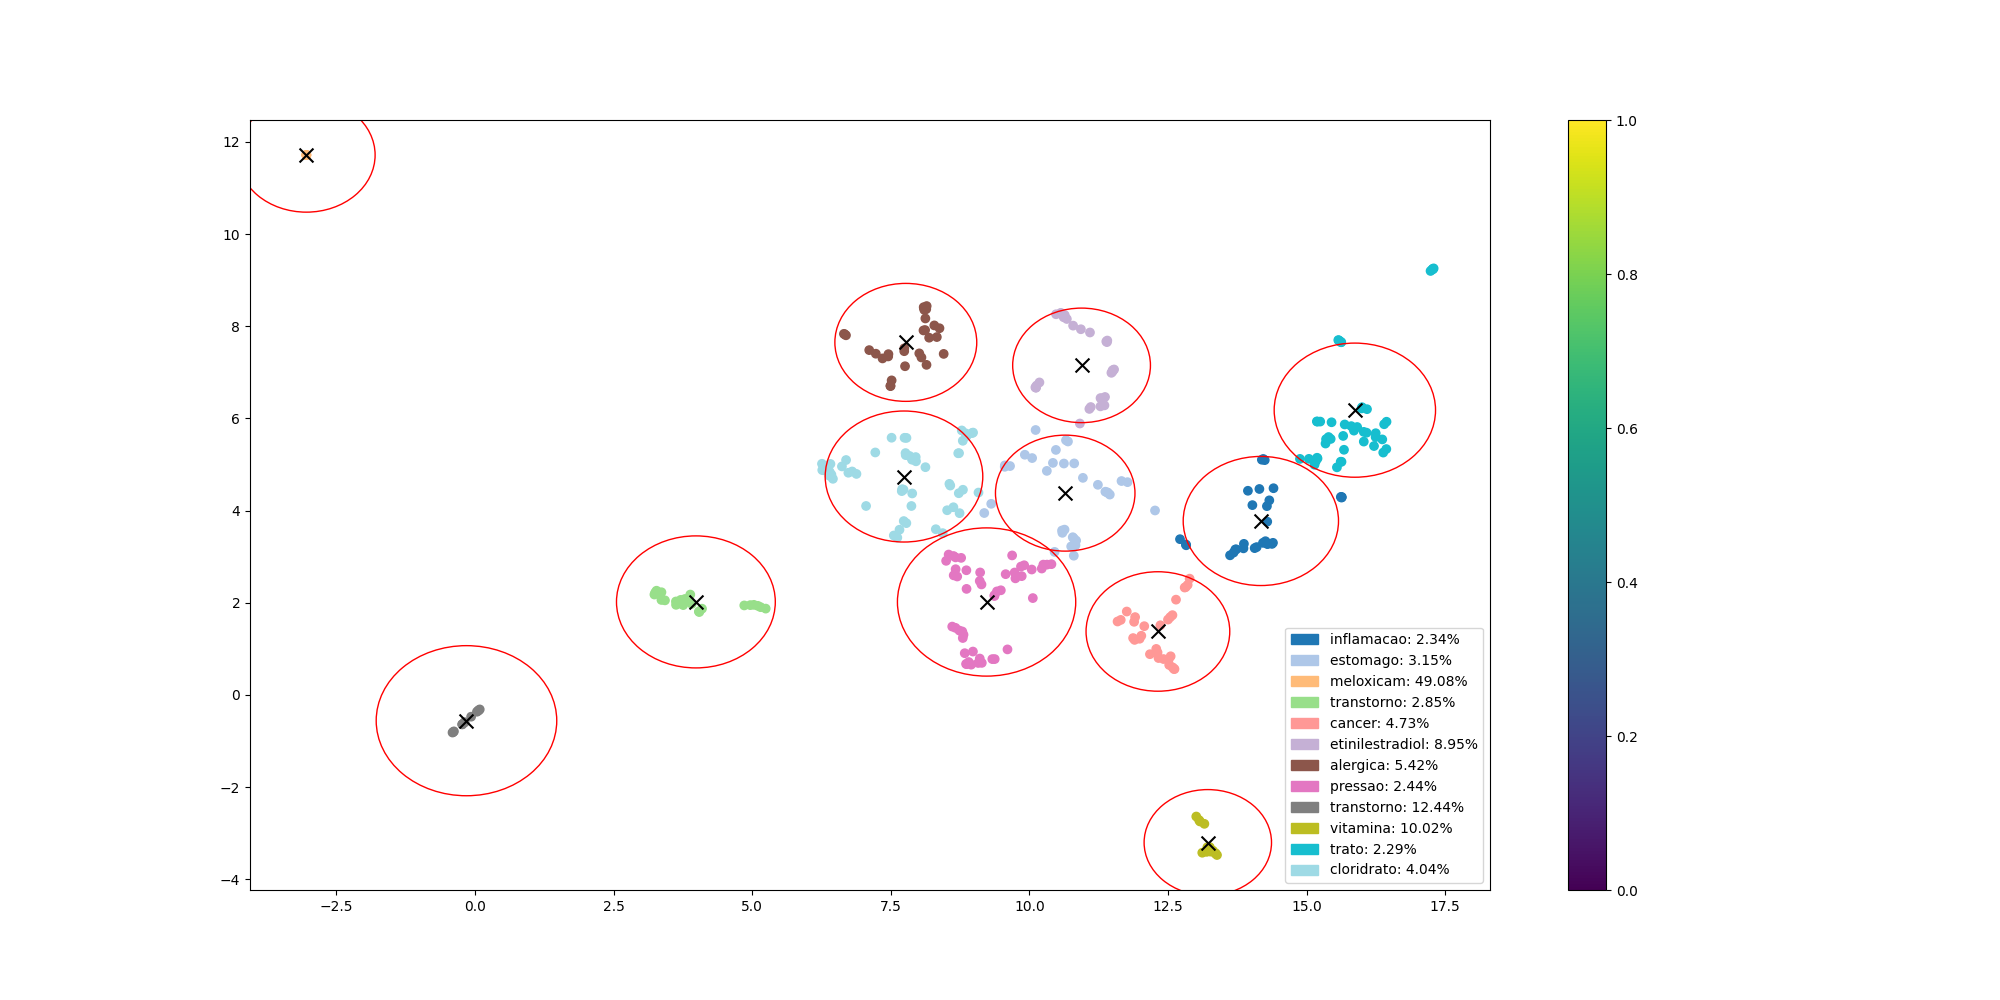 12
10
8
6
4
2
0
−2
−4
−2.5 0.0 2.5 5.0 7.5 10.0 12.5 15.0 17.5
inflamacao: 2.34%
estomago: 3.15%
meloxicam: 49.08%
transtorno: 2.85%
cancer: 4.73%
etinilestradiol: 8.95%
alergica: 5.42%
pressao: 2.44%
transtorno: 12.44%
vitamina: 10.02%
trato: 2.29%
cloridrato: 4.04%
1.0
0.8
0.6
0.4
0.2
0.0